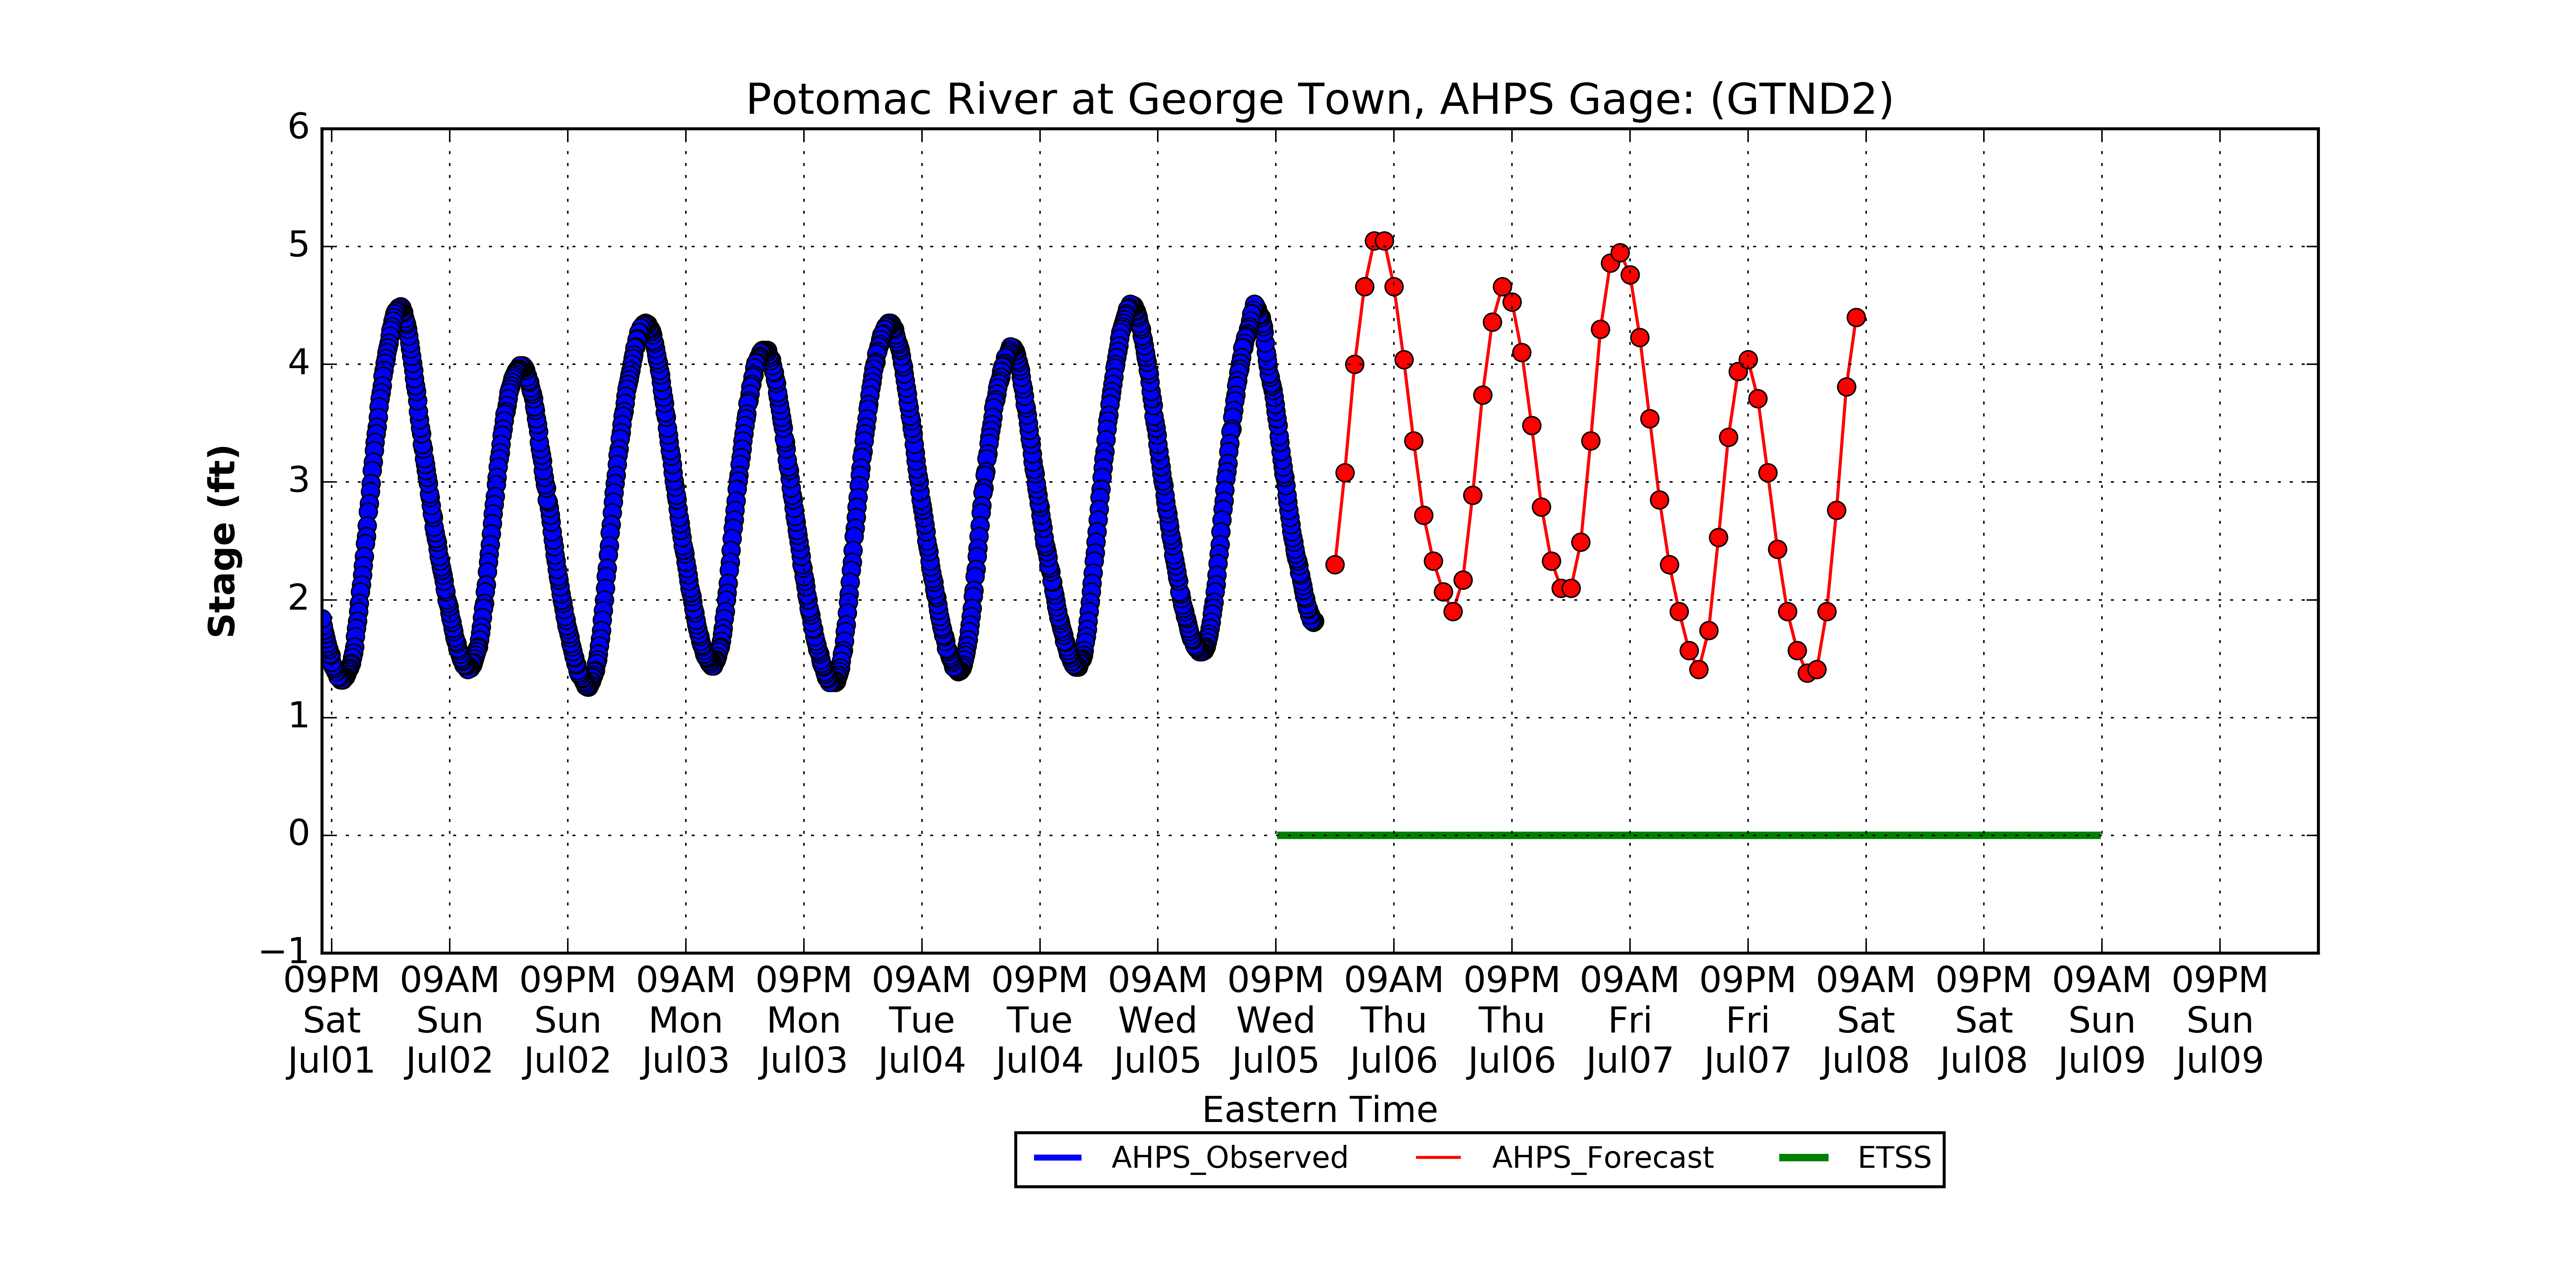 Potomac River at George Town, AHPS Gage: (GTND2)
6
5
4
3
2
1
0
−1
Stage (ft)
09PM 09AM 09PM 09AM 09PM 09AM 09PM 09AM 09PM 09AM 09PM 09AM 09PM 09AM 09PM 09AM 09PM
Sat Sun Sun Mon Mon Tue Tue Wed Wed Thu Thu Fri Fri Sat Sat Sun Sun
Jul01 Jul02 Jul02 Jul03 Jul03 Jul04 Jul04 Jul05 Jul05 Jul06 Jul06 Jul07 Jul07 Jul08 Jul08 Jul09 Jul09
Eastern Time
AHPS_Observed AHPS_Forecast ETSS